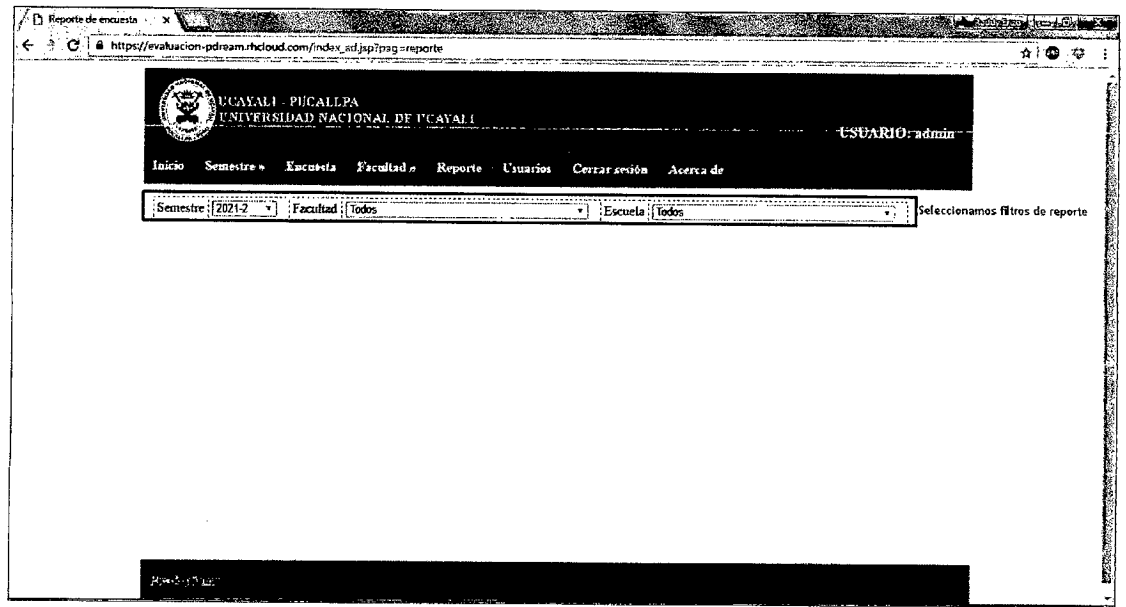 Reporte de encuesta
https://evaluacion-pdream.rhcloud.com/index_ad.jsp?pag=reporte
UCAYALI - PUCALLPA
UNIVERSIDAD NACIONAL DE UCAYALI
USUARIO: admin
Inicio Semestre » Encuesta Facultad » Reporte Usuarios Cerrar sesión Acerca de
Semestre 2021-2 Facultad Todos Escuela Todos Seleccionamos filtros de reporte